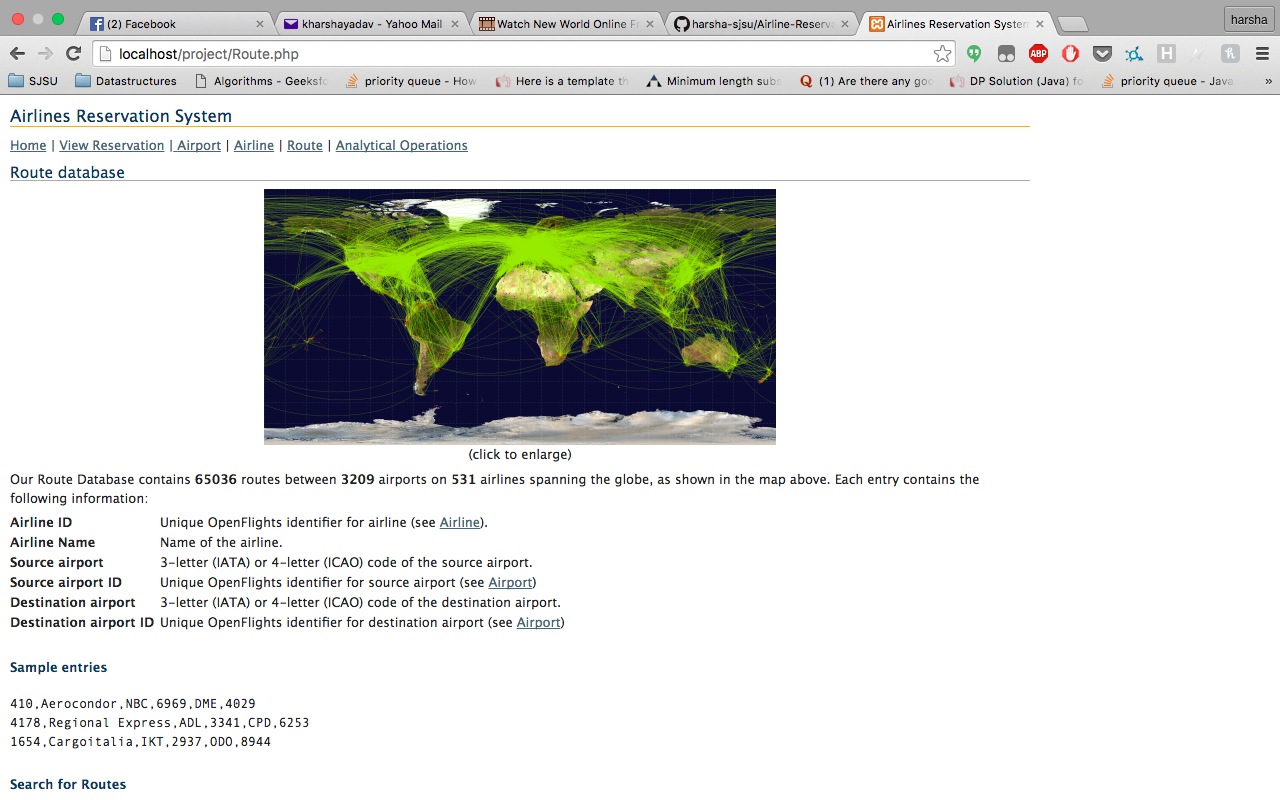 (2) Facebook
kharshayadav - Yahoo Mail
Watch New World Online Fr
harsha-sjsu/Airline-Reserva
Airlines Reservation System
harsha
localhost/project/Route.php
ABP
H
h
SJSU
Datastructures
Algorithms - Geeksfo
priority queue - How
Here is a template th
Minimum length subs
(1) Are there any goo
DP Solution (Java) fo
priority queue - Java
»
Airlines Reservation System
Home | View Reservation | Airport | Airline | Route | Analytical Operations
Route database
(click to enlarge)
Our Route Database contains 65036 routes between 3209 airports on 531 airlines spanning the globe, as shown in the map above. Each entry contains the
following information:
Airline ID Unique OpenFlights identifier for airline (see Airline).
Airline Name Name of the airline.
Source airport 3-letter (IATA) or 4-letter (ICAO) code of the source airport.
Source airport ID Unique OpenFlights identifier for source airport (see Airport)
Destination airport 3-letter (IATA) or 4-letter (ICAO) code of the destination airport.
Destination airport ID Unique OpenFlights identifier for destination airport (see Airport)
Sample entries
410,Aerocondor,NBC,6969,DME,4029
4178,Regional Express,ADL,3341,CPD,6253
1654,Cargoitalia,IKT,2937,ODO,8944
Search for Routes